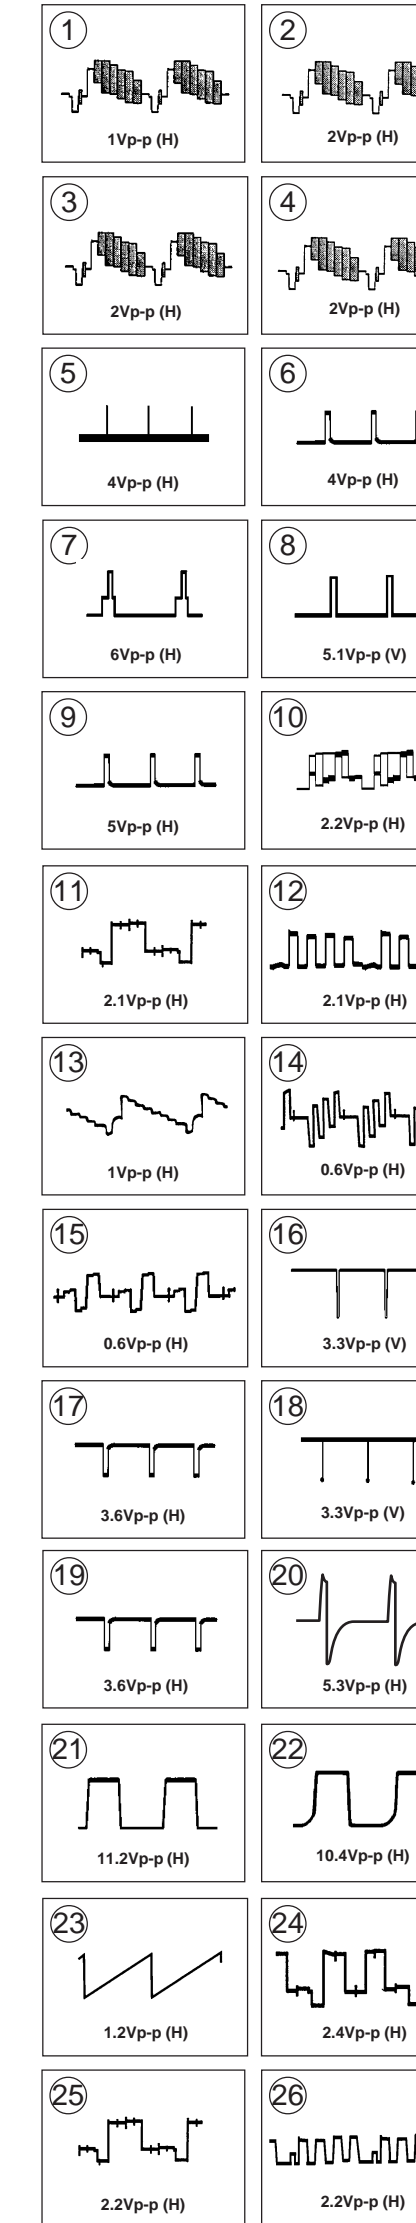 1 2
1Vp-p (H) 2Vp-p (H)
3 4
2Vp-p (H) 2Vp-p (H)
5 6
4Vp-p (H) 4Vp-p (H)
7 8
6Vp-p (H) 5.1Vp-p (V)
9 10
5Vp-p (H) 2.2Vp-p (H)
11 12
2.1Vp-p (H) 2.1Vp-p (H)
13 14
1Vp-p (H) 0.6Vp-p (H)
15 16
0.6Vp-p (H) 3.3Vp-p (V)
17 18
3.6Vp-p (H) 3.3Vp-p (V)
19 20
3.6Vp-p (H) 5.3Vp-p (H)
21 22
11.2Vp-p (H) 10.4Vp-p (H)
23 24
1.2Vp-p (H) 2.4Vp-p (H)
25 26
2.2Vp-p (H) 2.2Vp-p (H)